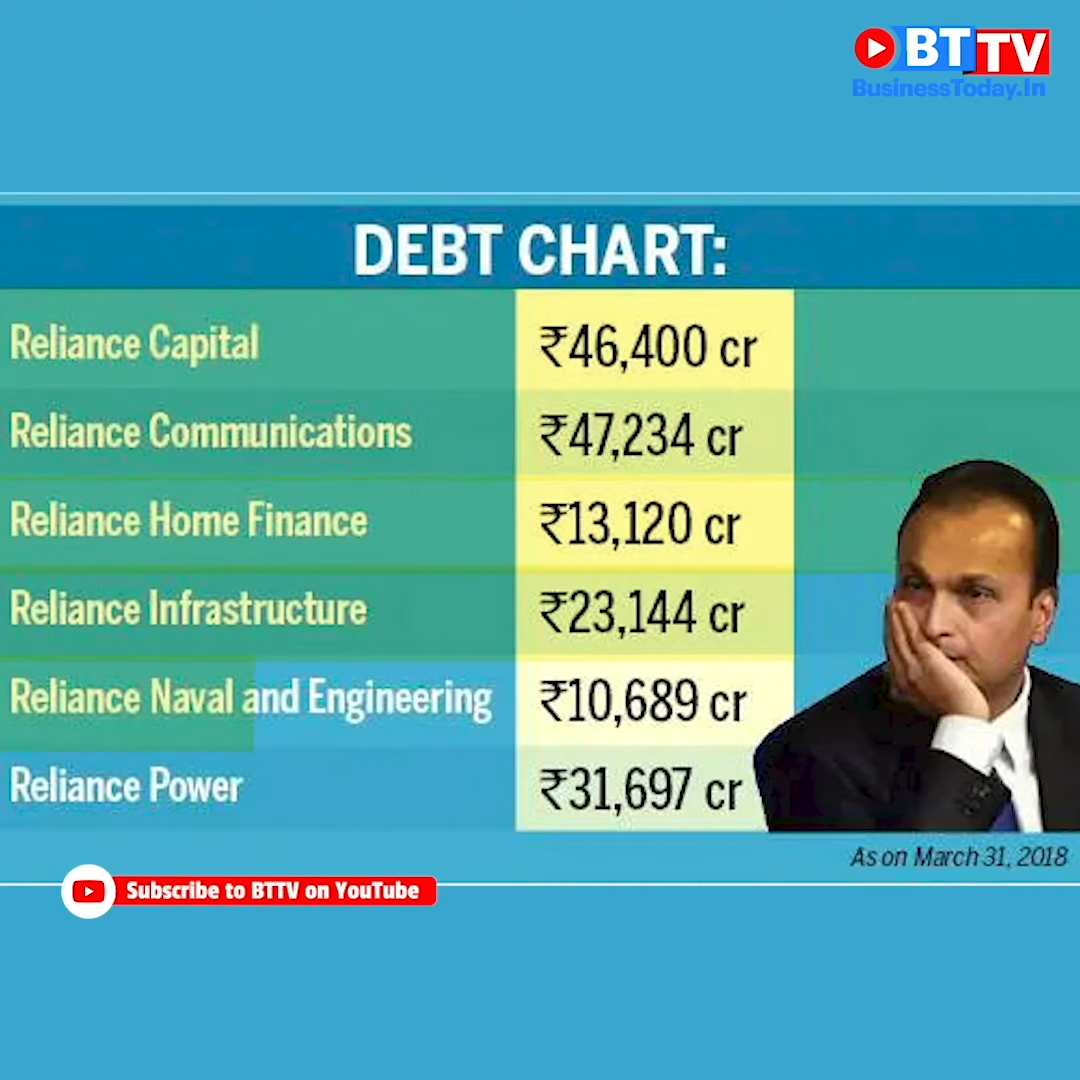 BTTV
BusinessToday.In
DEBT CHART:
Reliance Capital ₹46,400 cr
Reliance Communications ₹47,234 cr
Reliance Home Finance ₹13,120 cr
Reliance Infrastructure ₹23,144 cr
Reliance Naval and Engineering ₹10,689 cr
Reliance Power ₹31,697 cr
As on March 31, 2018
Subscribe to BTTV on YouTube